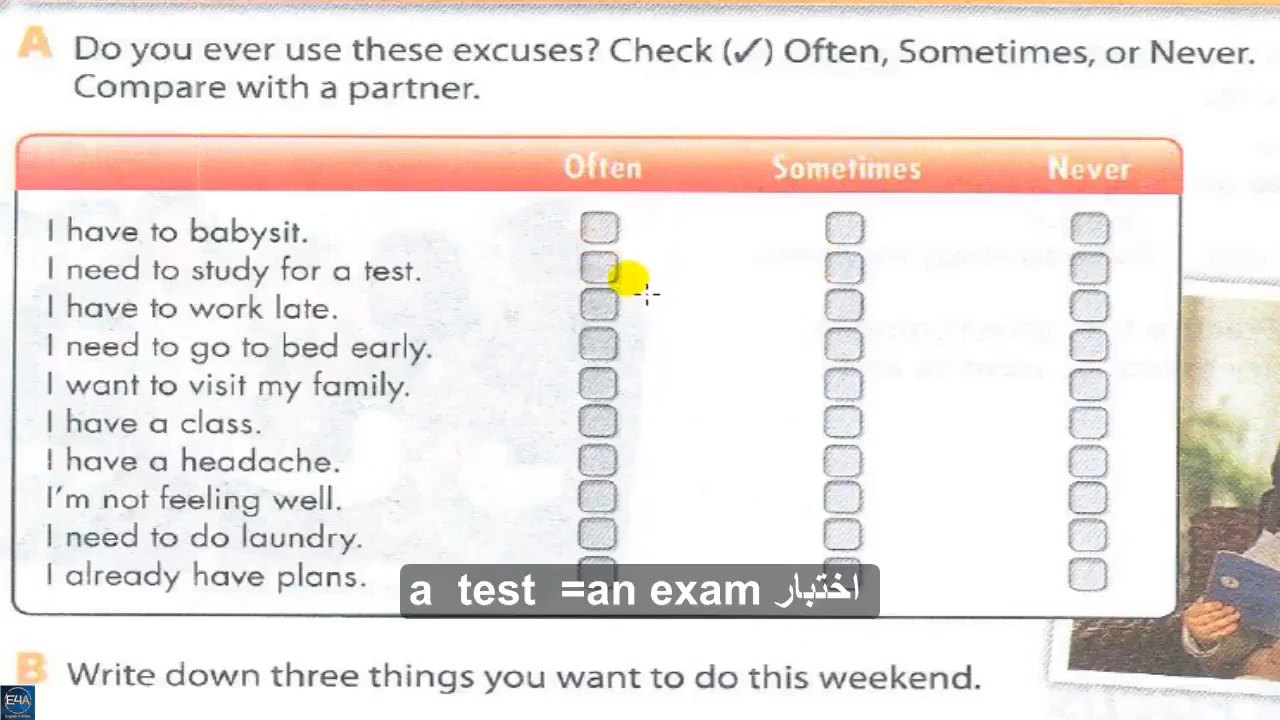 A Do you ever use these excuses? Check (✓) Often, Sometimes, or Never.
Compare with a partner.
Often Sometimes Never
I have to babysit.
I need to study for a test.
I have to work late.
I need to go to bed early.
I want to visit my family.
I have a class.
I have a headache.
I'm not feeling well.
I need to do laundry.
I already have plans.
a test =an exam اختبار
B Write down three things you want to do this weekend.
E4A